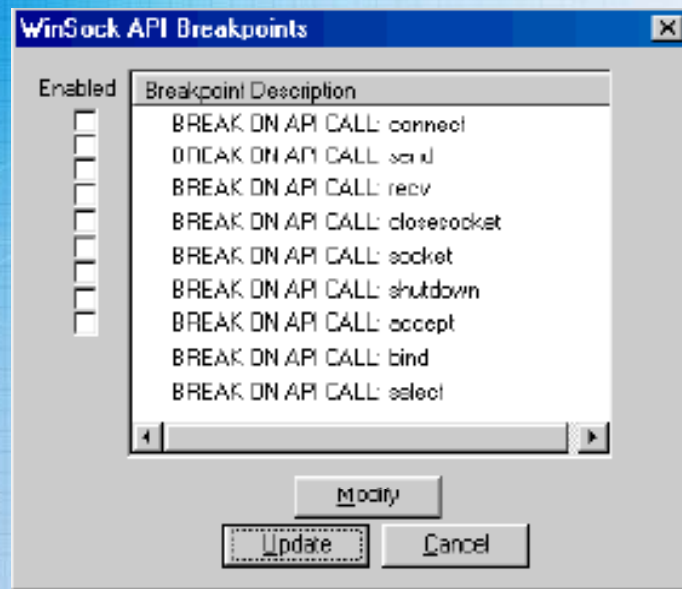 WinSock API Breakpoints
Enabled
Breakpoint Description
BREAK ON API CALL: connect
BREAK ON API CALL: send
BREAK ON API CALL: recv
BREAK ON API CALL: closesocket
BREAK ON API CALL: socket
BREAK ON API CALL: shutdown
BREAK ON API CALL: accept
BREAK ON API CALL: bind
BREAK ON API CALL: select
Modify
Update
Cancel